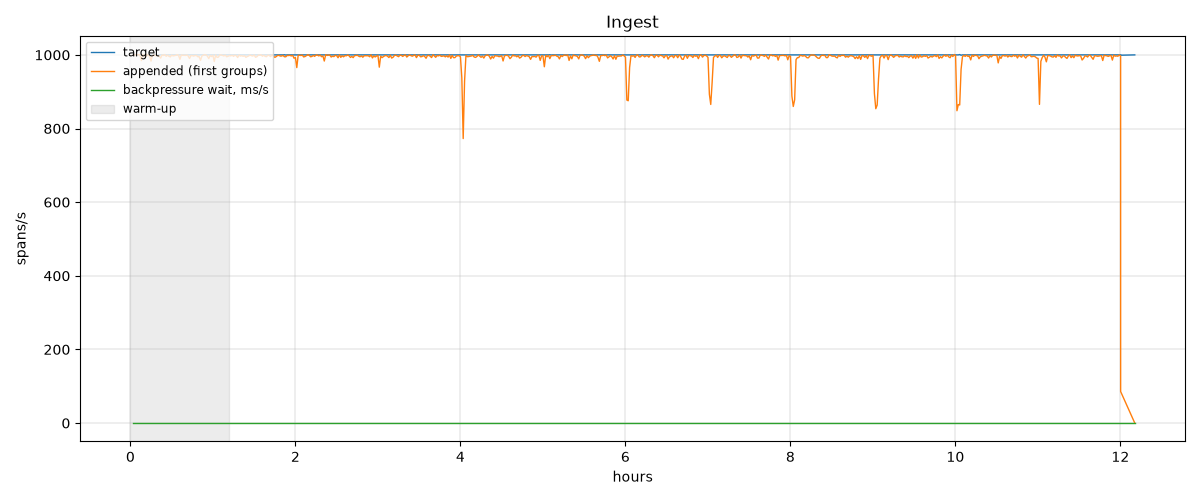 Ingest
target
appended (first groups)
backpressure wait, ms/s
warm-up
1000
800
600
400
200
0
spans/s
0 2 4 6 8 10 12
hours